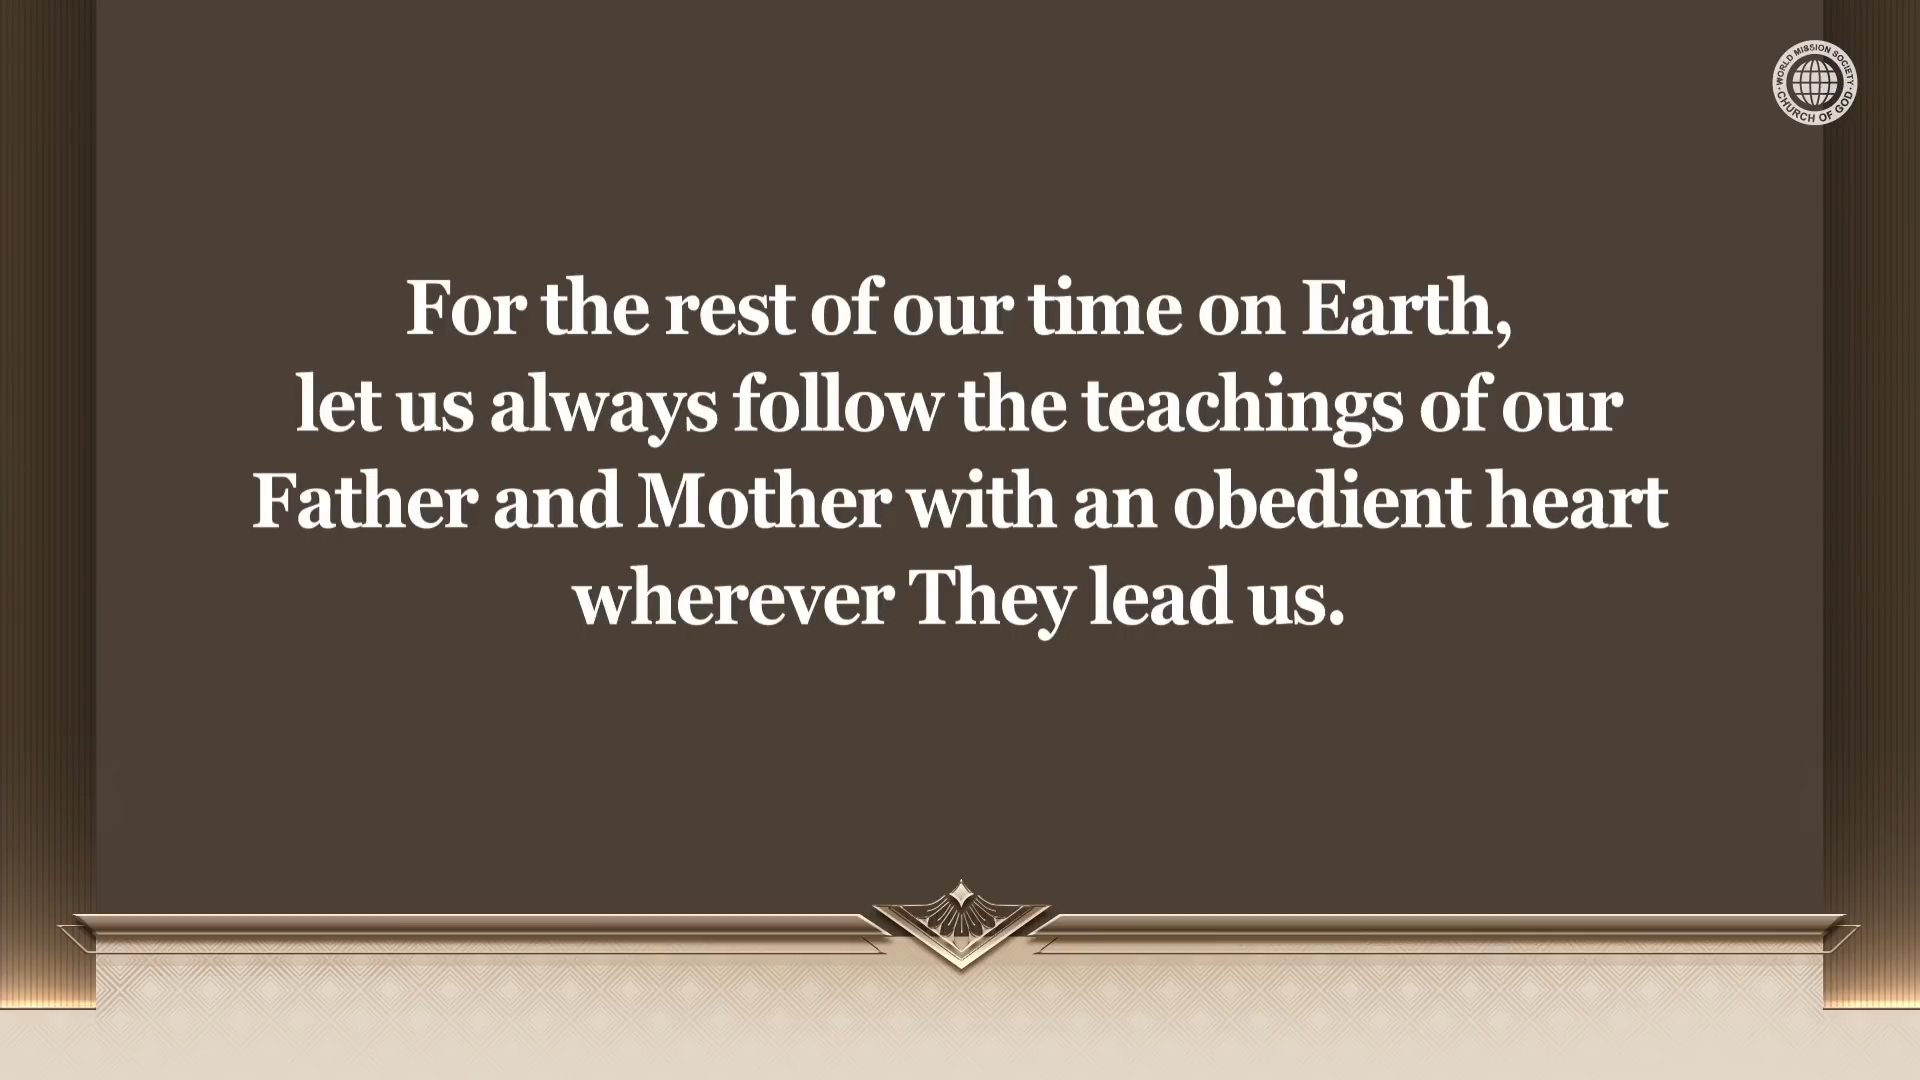 WORLD MISSION SOCIETY
CHURCH OF GOD
For the rest of our time on Earth,
let us always follow the teachings of our
Father and Mother with an obedient heart
wherever They lead us.